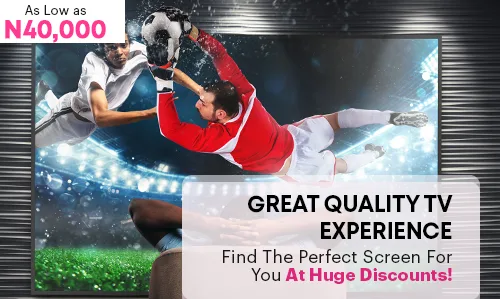 As Low as
N40,000
GREAT QUALITY TV
EXPERIENCE
Find The Perfect Screen For
You At Huge Discounts!